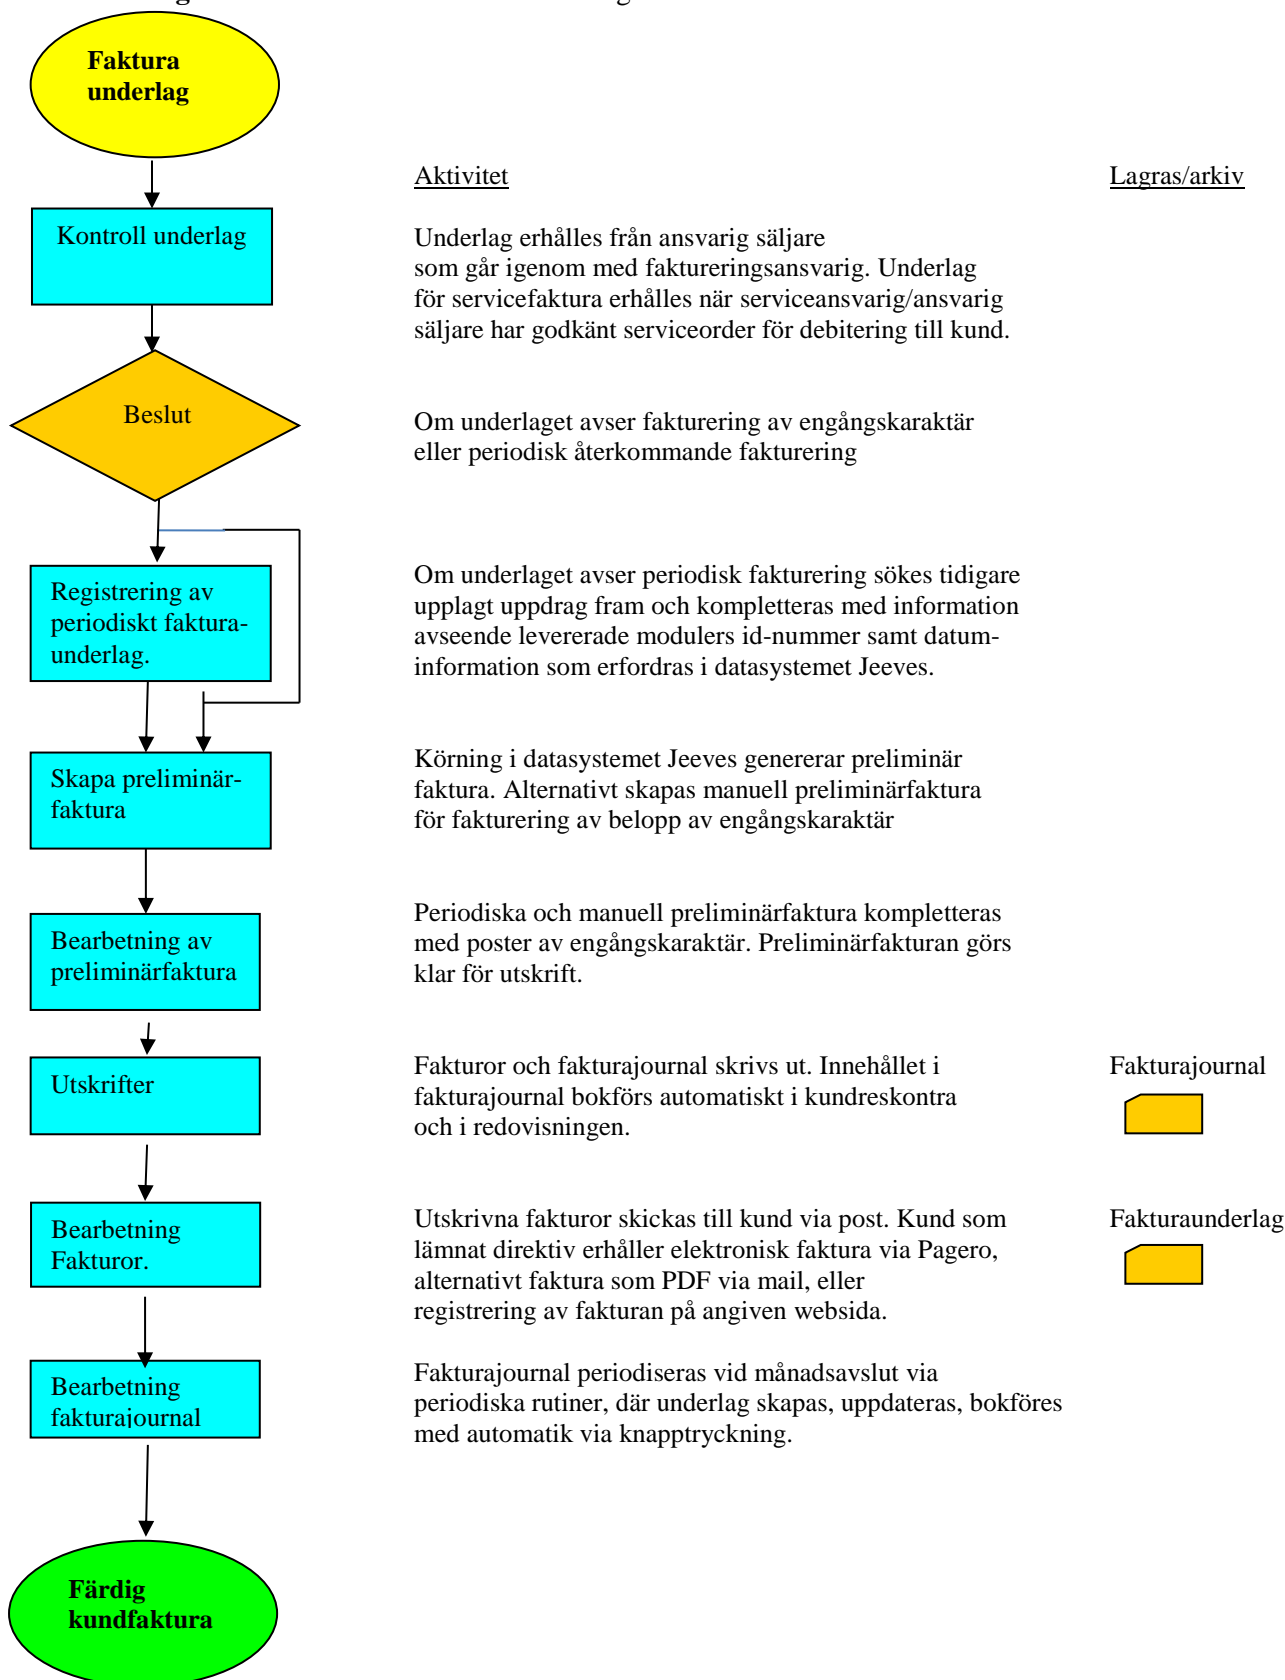 Faktura
underlag
Aktivitet
Lagras/arkiv
Kontroll underlag
Underlag erhålles från ansvarig säljare
som går igenom med faktureringsansvarig. Underlag
för servicefaktura erhålles när serviceansvarig/ansvarig
säljare har godkänt serviceorder för debitering till kund.
Beslut
Om underlaget avser fakturering av engångskaraktär
eller periodisk återkommande fakturering
Registrering av
periodiskt faktura-
underlag.
Om underlaget avser periodisk fakturering sökes tidigare
upplagt uppdrag fram och kompletteras med information
avseende levererade modulers id-nummer samt datum-
information som erfordras i datasystemet Jeeves.
Skapa preliminär-
faktura
Körning i datasystemet Jeeves genererar preliminär
faktura. Alternativt skapas manuell preliminärfaktura
för fakturering av belopp av engångskaraktär
Bearbetning av
preliminärfaktura
Periodiska och manuell preliminärfaktura kompletteras
med poster av engångskaraktär. Preliminärfakturan görs
klar för utskrift.
Utskrifter
Fakturor och fakturajournal skrivs ut. Innehållet i
fakturajournal bokförs automatiskt i kundreskontra
och i redovisningen.
Fakturajournal
Bearbetning
Fakturor.
Utskrivna fakturor skickas till kund via post. Kund som
lämnat direktiv erhåller elektronisk faktura via Pagero,
alternativt faktura som PDF via mail, eller
registrering av fakturan på angiven websida.
Fakturaunderlag
Bearbetning
fakturajournal
Fakturajournal periodiseras vid månadsavslut via
periodiska rutiner, där underlag skapas, uppdateras, bokföres
med automatik via knapptryckning.
Färdig
kundfaktura